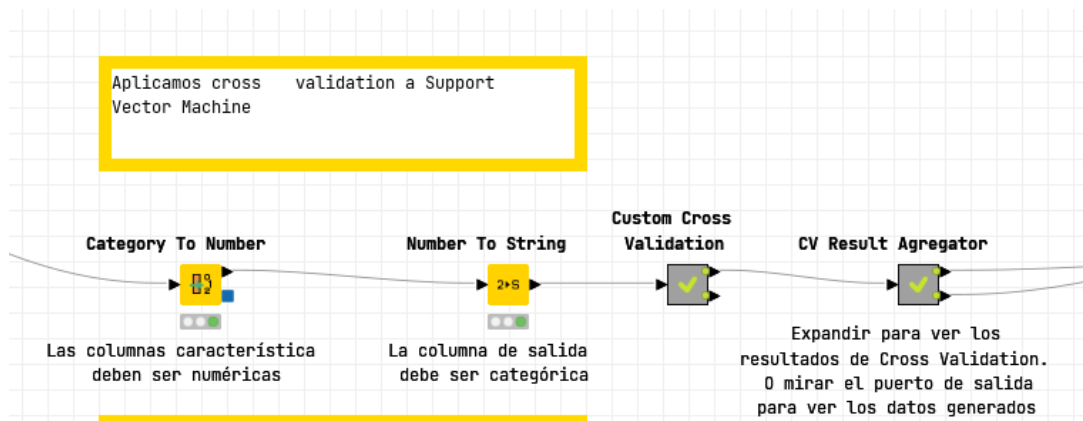 Aplicamos cross    validation a Support
Vector Machine
Category To Number
Las columnas característica
deben ser numéricas
Number To String
2▸S
La columna de salida
debe ser categórica
Custom Cross
Validation
CV Result Agregator
Expandir para ver los
resultados de Cross Validation.
O mirar el puerto de salida
para ver los datos generados